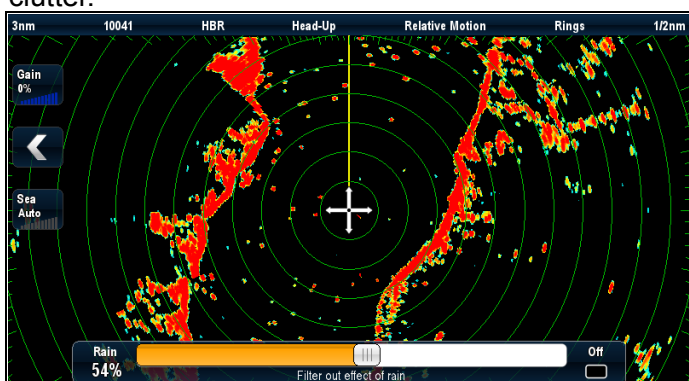 clutter.
3nm 10041 HBR Head-Up Relative Motion Rings 1/2nm
Gain
0%
Sea
Auto
Rain
54%
Filter out effect of rain
Off